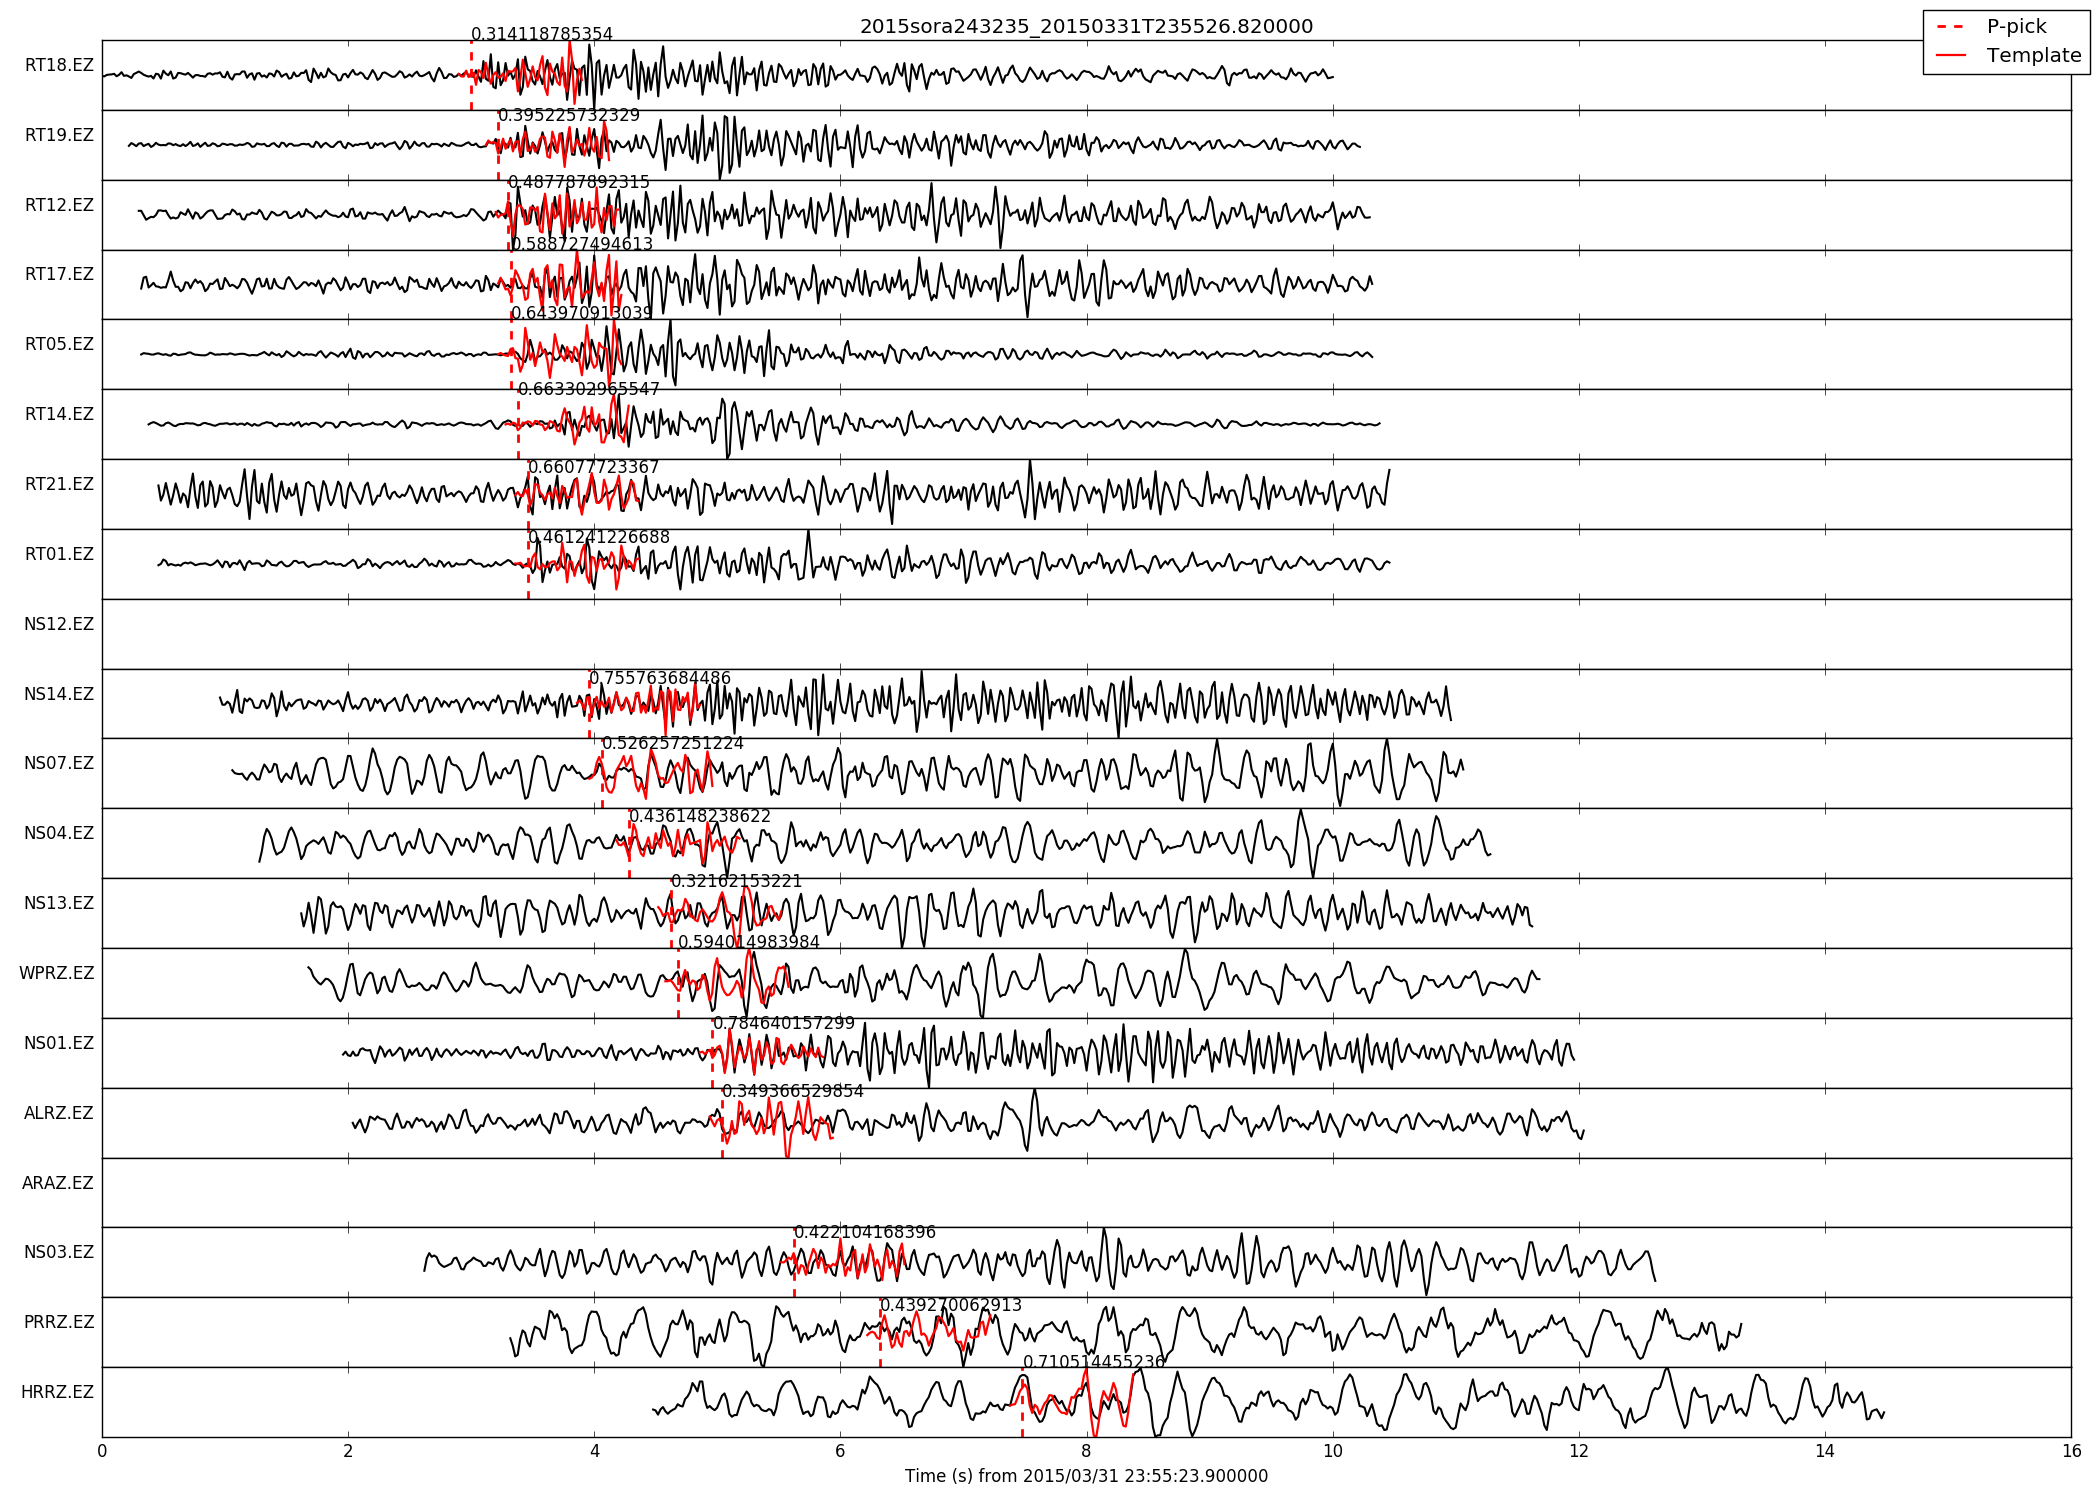 2015sora243235_20150331T235526.820000
P-pick
Template
0.314118785354
RT18.EZ
0.395225732329
RT19.EZ
0.487787892315
RT12.EZ
0.588727494613
RT17.EZ
0.643970913039
RT05.EZ
0.663302965547
RT14.EZ
0.66077723367
RT21.EZ
0.461241226688
RT01.EZ
NS12.EZ
0.755763684486
NS14.EZ
0.526257251224
NS07.EZ
0.436148238622
NS04.EZ
0.32162153221
NS13.EZ
0.594014983984
WPRZ.EZ
0.784640157299
NS01.EZ
0.349366529854
ALRZ.EZ
ARAZ.EZ
0.422104168396
NS03.EZ
0.439270062913
PRRZ.EZ
0.710514455236
HRRZ.EZ
0 2 4 6 8 10 12 14 16
Time (s) from 2015/03/31 23:55:23.900000